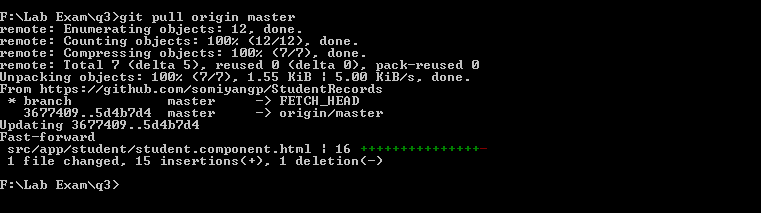 F:\Lab Exam\q3>git pull origin master
remote: Enumerating objects: 12, done.
remote: Counting objects: 100% (12/12), done.
remote: Compressing objects: 100% (7/7), done.
remote: Total 7 (delta 5), reused 0 (delta 0), pack-reused 0
Unpacking objects: 100% (7/7), 1.55 KiB | 5.00 KiB/s, done.
From https://github.com/somiyangp/StudentRecords
 * branch            master     -> FETCH_HEAD
   3677409..5d4b7d4  master     -> origin/master
Updating 3677409..5d4b7d4
Fast-forward
 src/app/student/student.component.html | 16 +++++++++++++++-
 1 file changed, 15 insertions(+), 1 deletion(-)
F:\Lab Exam\q3>